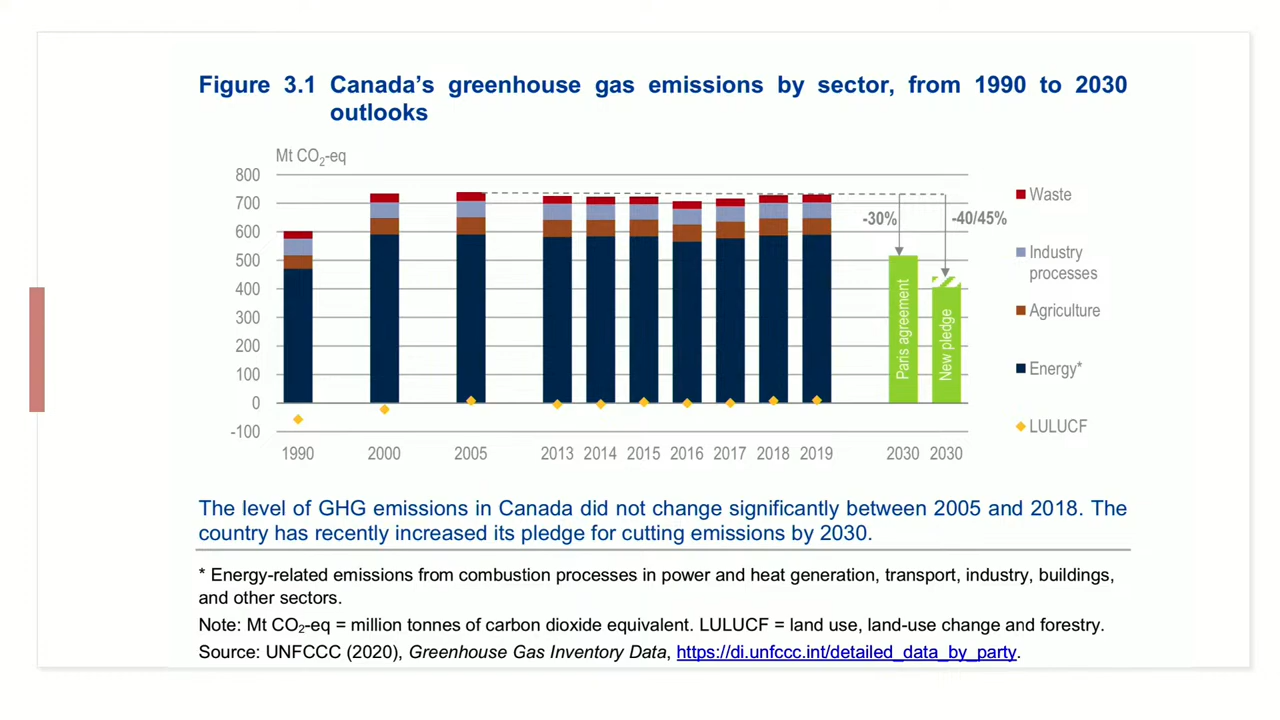 Figure 3.1 Canada’s greenhouse gas emissions by sector, from 1990 to 2030
outlooks
Mt CO₂-eq
800
700
600
500
400
300
200
100
0
-100
1990 2000 2005 2013 2014 2015 2016 2017 2018 2019 2030 2030
-30%
-40/45%
Paris agreement
New pledge
Waste
Industry
processes
Agriculture
Energy*
LULUCF
The level of GHG emissions in Canada did not change significantly between 2005 and 2018. The
country has recently increased its pledge for cutting emissions by 2030.
* Energy-related emissions from combustion processes in power and heat generation, transport, industry, buildings,
and other sectors.
Note: Mt CO₂-eq = million tonnes of carbon dioxide equivalent. LULUCF = land use, land-use change and forestry.
Source: UNFCCC (2020), Greenhouse Gas Inventory Data, https://di.unfccc.int/detailed_data_by_party.